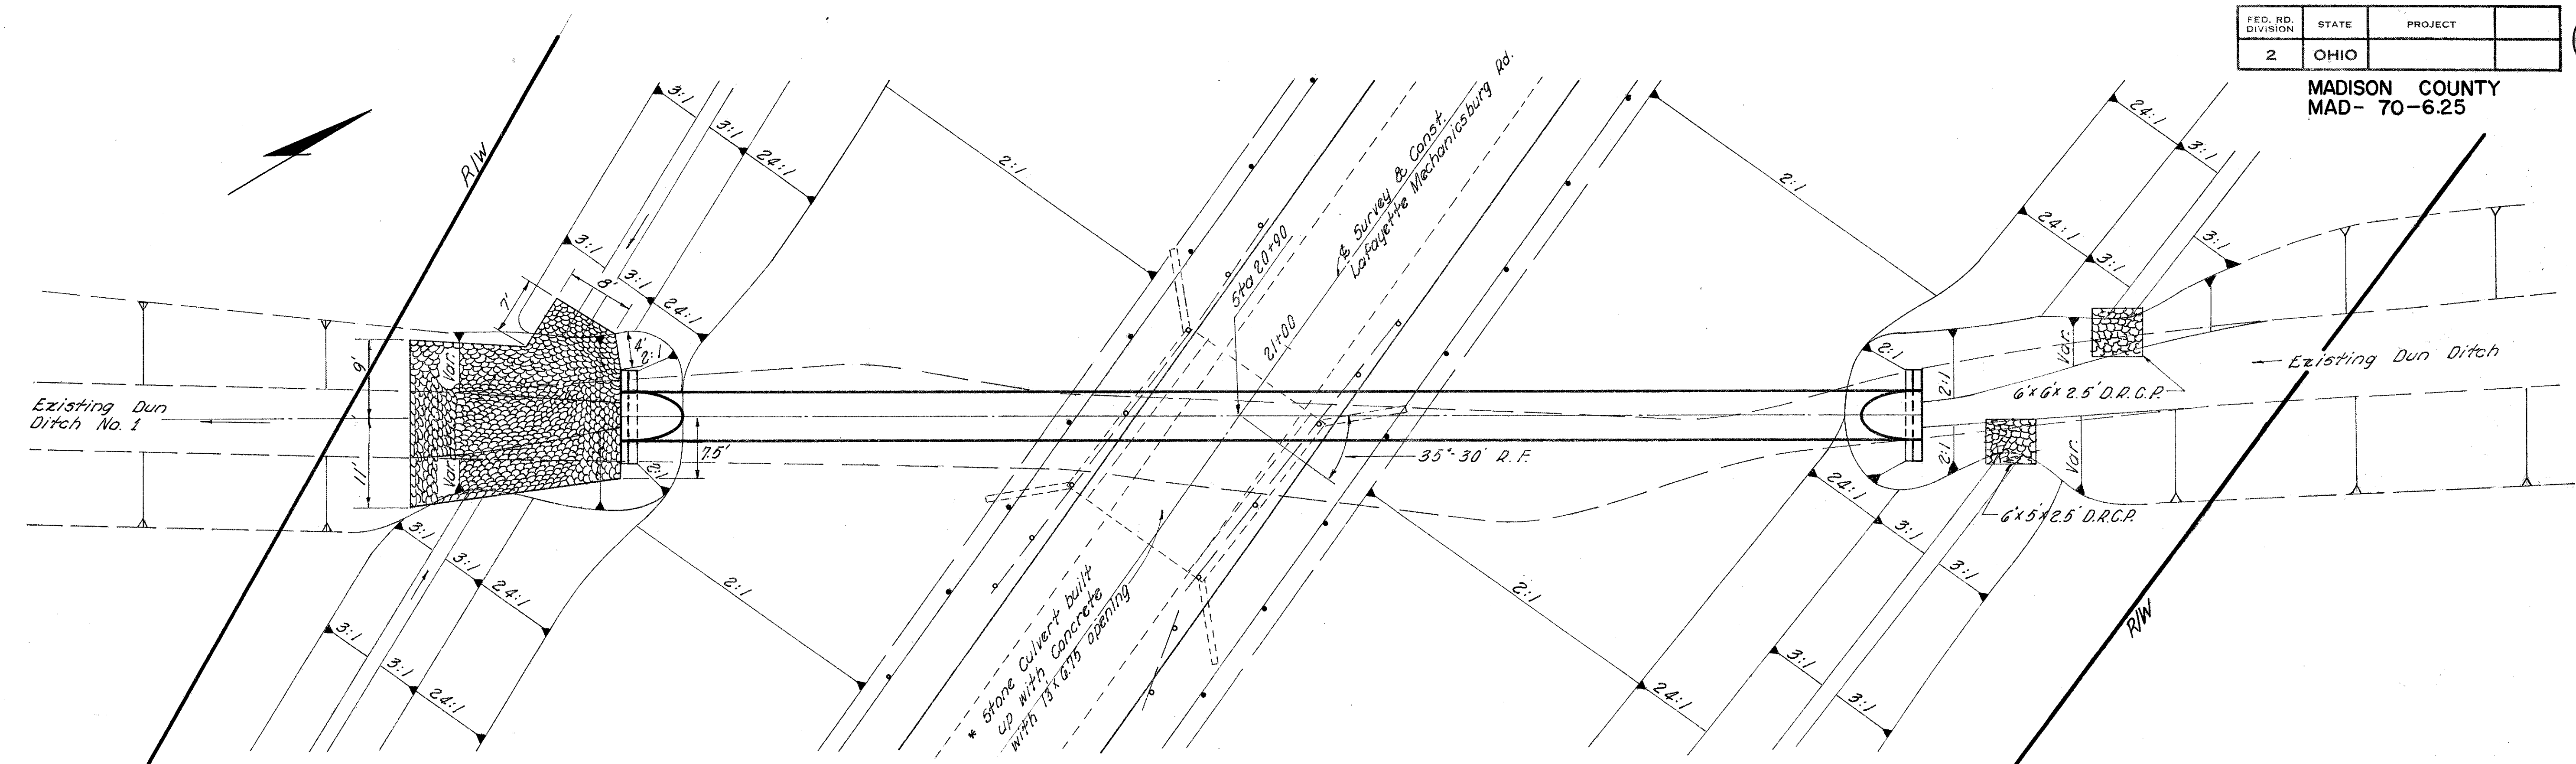 FED. RD. DIVISION STATE PROJECT
2 OHIO
MADISON COUNTY
MAD- 70-6.25
R/W
3:1
3:1
24:1
2:1
3:1
8'
7'
3:1
24:1
4'
2:1
9'
Var.
Existing Dun
Ditch No. 1
11'
Var.
2:1
7.5'
3:1
3:1
24:1
3:1
3:1
24:1
2:1
Sta 20+90
21+00
℄ Survey & Const.
Lafayette Mechanicsburg Rd.
35°-30' R.F.
* Stone Culvert built
up with concrete
with 13' x 6.75' opening
2:1
2:1
24:1
3:1
24:1
3:1
3:1
2:1
2:1
Var.
Existing Dun Ditch
6'x6'x2.5' D.R.C.P.
2:1
Var.
6'x5'x2.5' D.R.C.P.
24:1
3:1
3:1
3:1
3:1
24:1
R/W